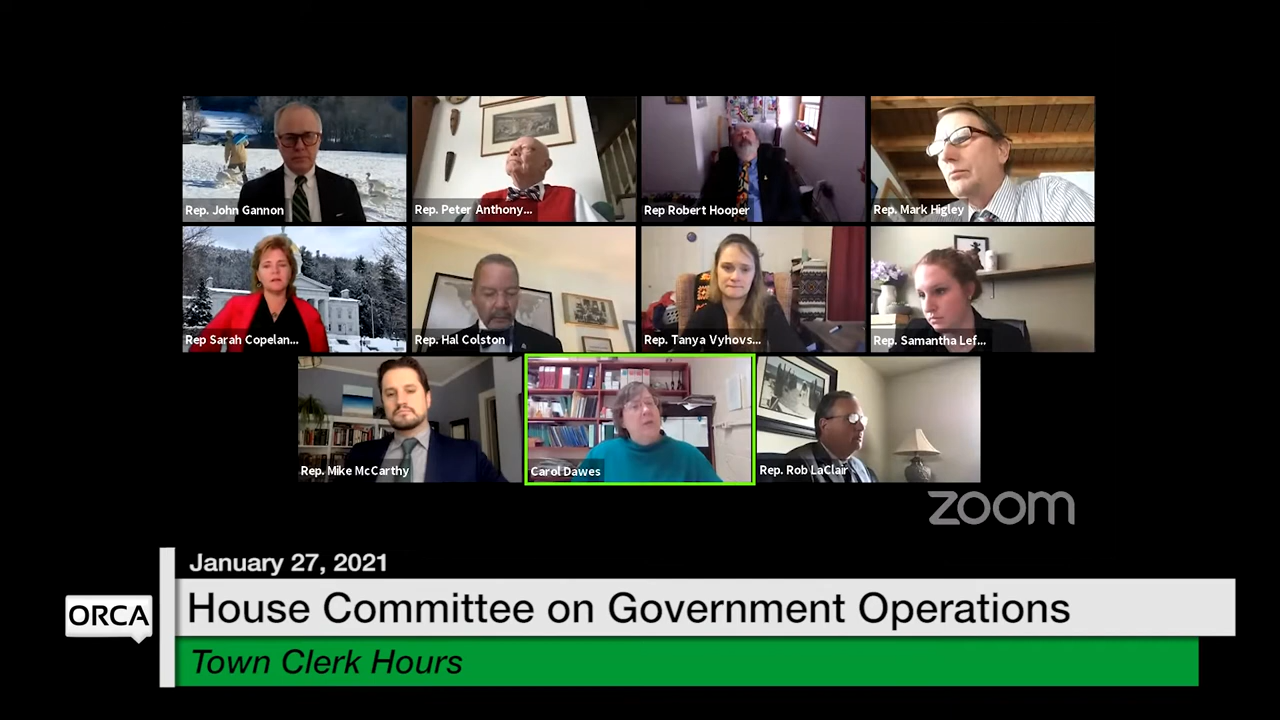 Rep. John Gannon
Rep. Peter Anthony...
Rep Robert Hooper
Rep. Mark Higley
Rep Sarah Copelan...
Rep. Hal Colston
Rep. Tanya Vyhovs...
Rep. Samantha Lef...
Rep. Mike McCarthy
Carol Dawes
Rep. Rob LaClair
zoom
January 27, 2021
ORCA
House Committee on Government Operations
Town Clerk Hours